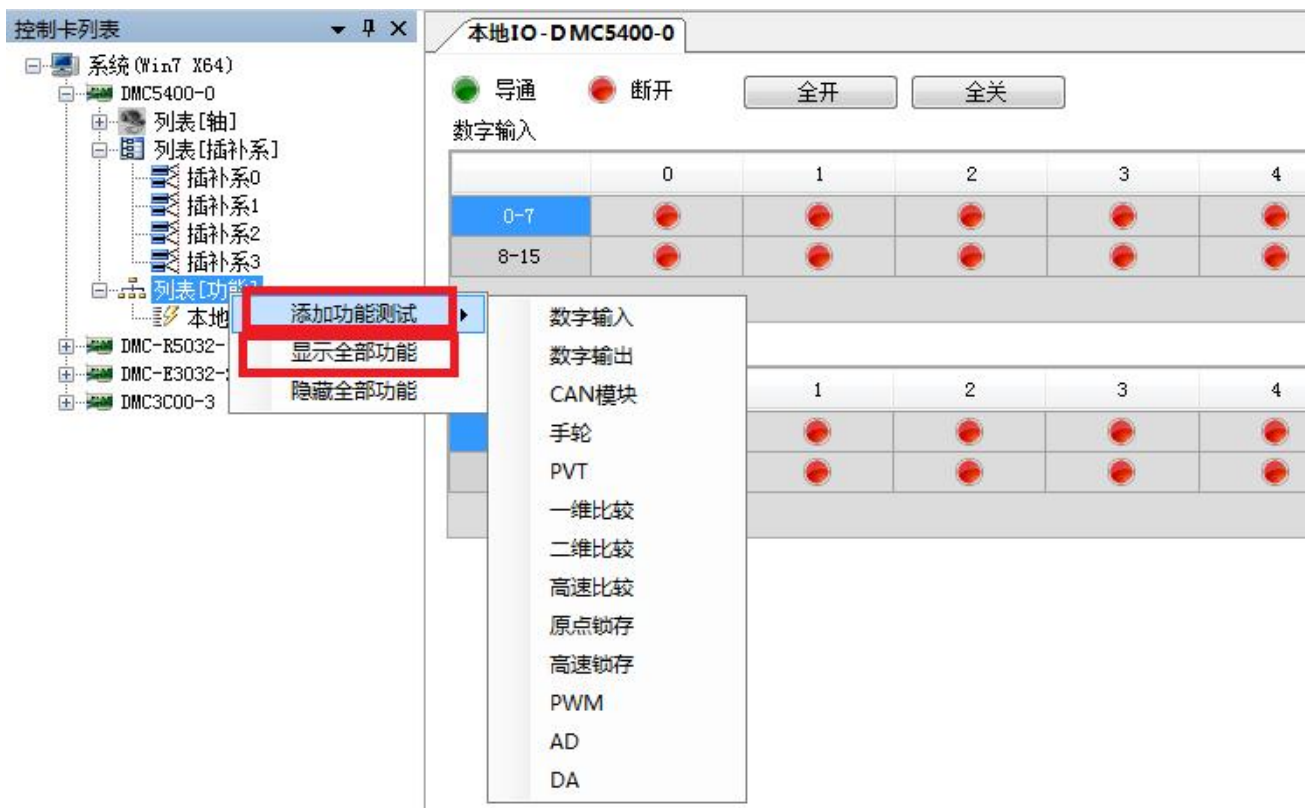 控制卡列表
系统(Win7 X64)
DMC5400-0
列表[轴]
列表[插补系]
插补系0
插补系1
插补系2
插补系3
列表[功能]
本地
DMC-R5032-
DMC-E3032-
DMC3C00-3
添加功能测试
显示全部功能
隐藏全部功能
数字输入
数字输出
CAN模块
手轮
PVT
一维比较
二维比较
高速比较
原点锁存
高速锁存
PWM
AD
DA
本地IO-DMC5400-0
导通 断开 全开 全关
数字输入
0 1 2 3 4
0-7
8-15
1 2 3 4